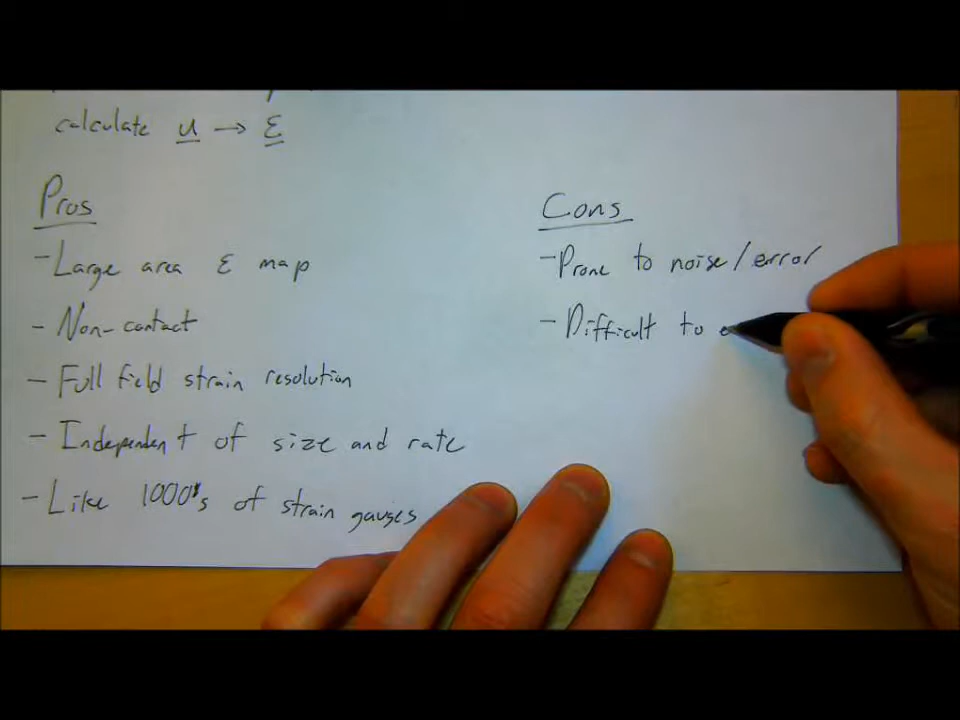 calculate u → ε
Pros
- Large area ε map
- Non-contact
- Full field strain resolution
- Independent of size and rate
- Like 1000's of strain gauges
Cons
- Prone to noise/error
- Difficult to